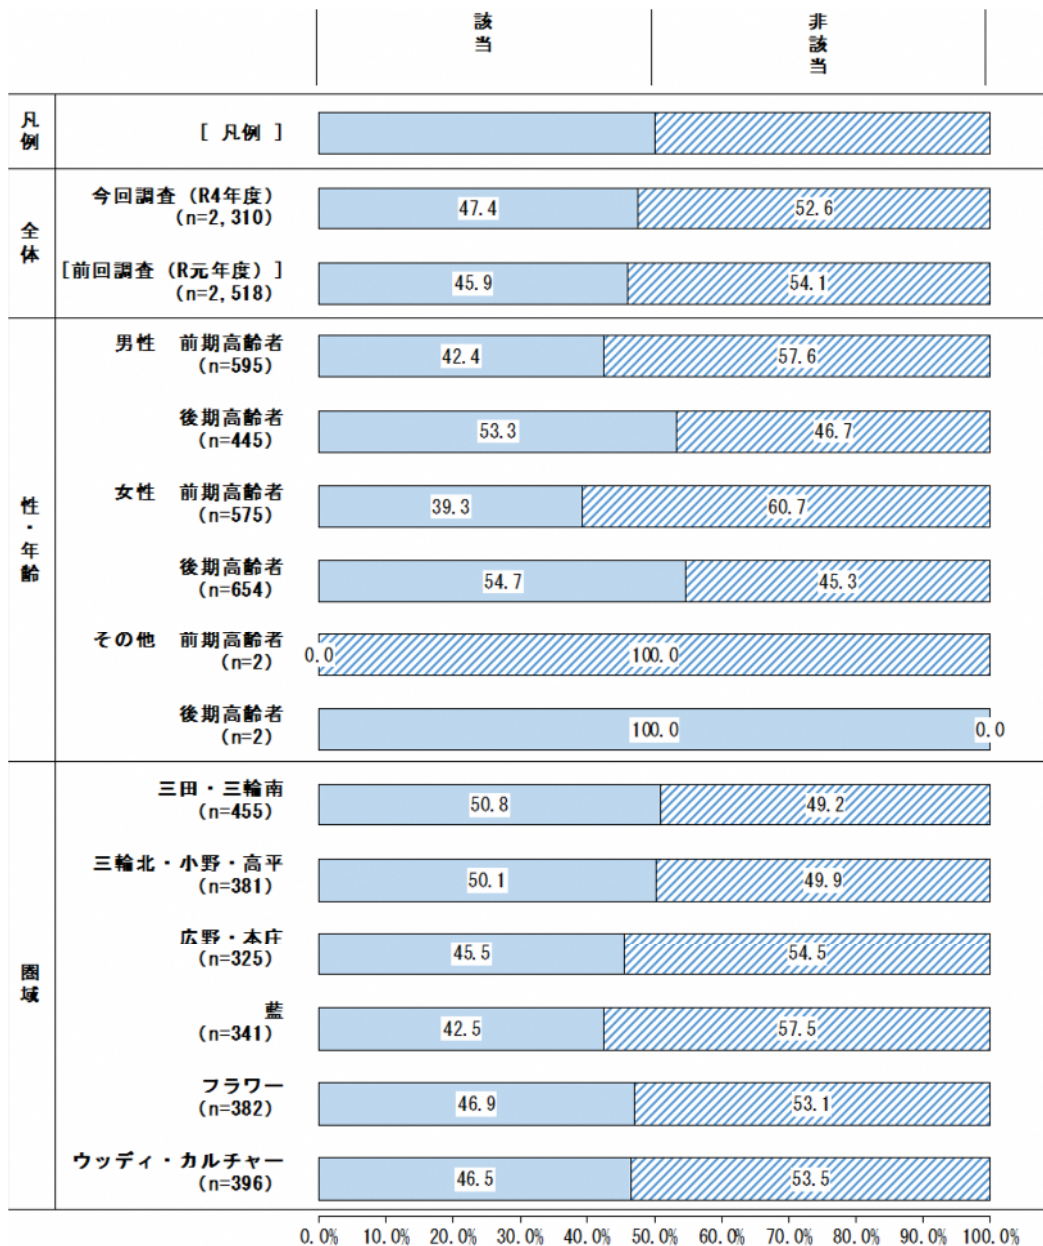 該当
非該当
凡例
[ 凡例 ]
全体
今回調査（R4年度）
(n=2,310)
47.4
52.6
[前回調査（R元年度）]
(n=2,518)
45.9
54.1
性・年齢
男性　前期高齢者
(n=595)
42.4
57.6
後期高齢者
(n=445)
53.3
46.7
女性　前期高齢者
(n=575)
39.3
60.7
後期高齢者
(n=654)
54.7
45.3
その他　前期高齢者
(n=2)
0.0
100.0
後期高齢者
(n=2)
100.0
0.0
圏域
三田・三輪南
(n=455)
50.8
49.2
三輪北・小野・高平
(n=381)
50.1
49.9
広野・本庄
(n=325)
45.5
54.5
藍
(n=341)
42.5
57.5
フラワー
(n=382)
46.9
53.1
ウッディ・カルチャー
(n=396)
46.5
53.5
0.0% 10.0% 20.0% 30.0% 40.0% 50.0% 60.0% 70.0% 80.0% 90.0% 100.0%